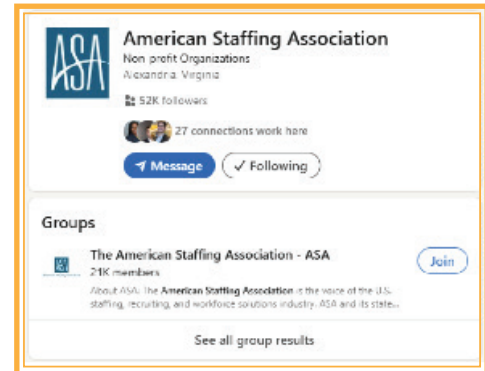 ASA
American Staffing Association
Non-profit Organizations
Alexandria, Virginia
52K followers
27 connections work here
Message
Following
Groups
The American Staffing Association - ASA
21K members
Join
About ASA: The American Staffing Association is the voice of the U.S.
staffing, recruiting, and workforce solutions industry. ASA and its state...
See all group results